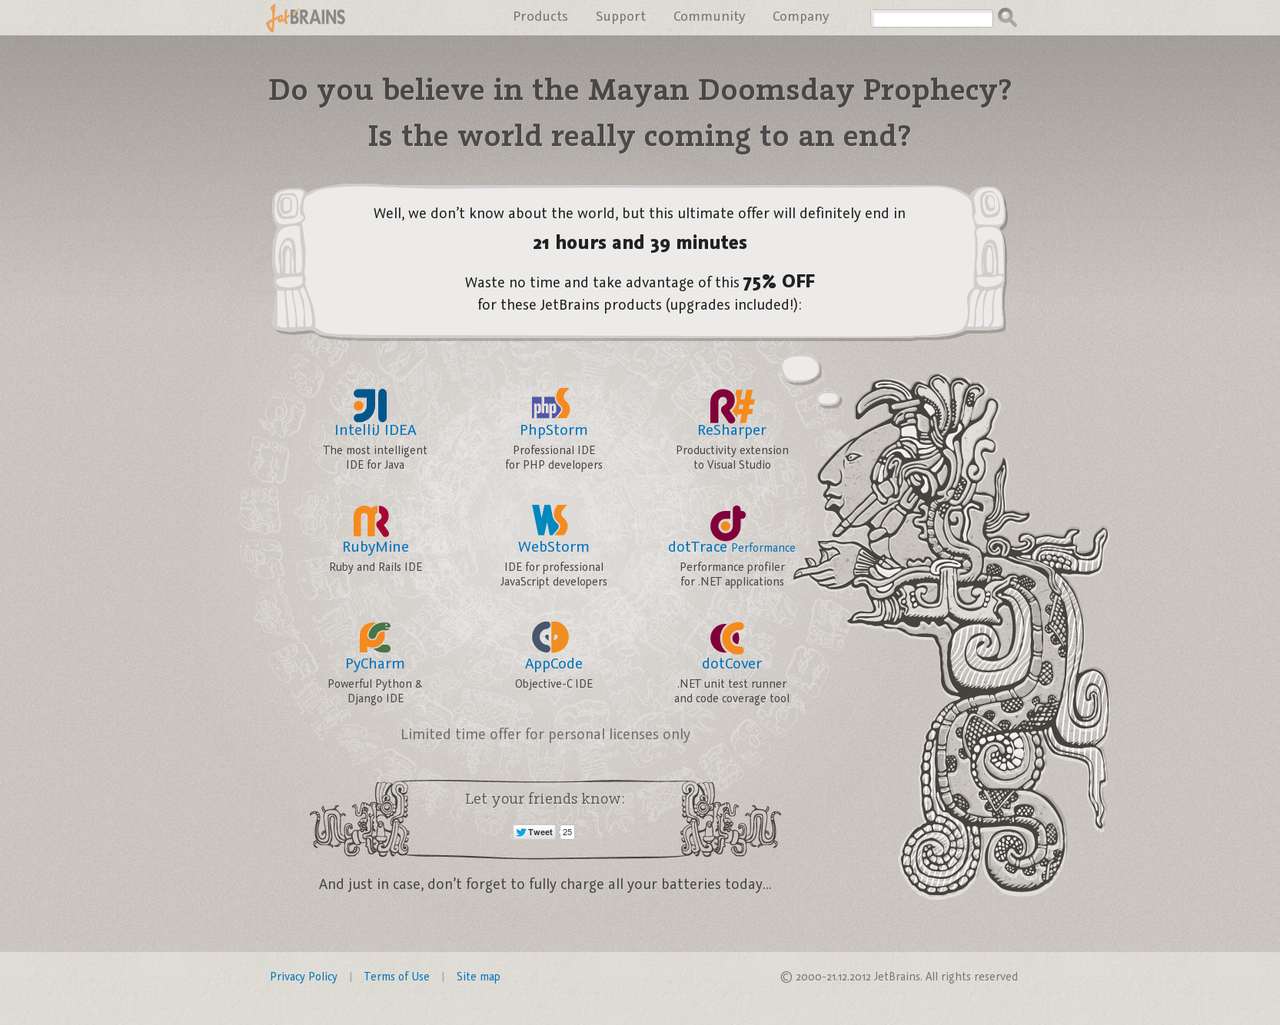 JetBRAINS
Products Support Community Company
Do you believe in the Mayan Doomsday Prophecy?
Is the world really coming to an end?
Well, we don't know about the world, but this ultimate offer will definitely end in
21 hours and 39 minutes
Waste no time and take advantage of this 75% OFF
for these JetBrains products (upgrades included!):
JI
IntelliJ IDEA
The most intelligent
IDE for Java
phpS
PhpStorm
Professional IDE
for PHP developers
R#
ReSharper
Productivity extension
to Visual Studio
RubyMine
Ruby and Rails IDE
WS
WebStorm
IDE for professional
JavaScript developers
dt
dotTrace Performance
Performance profiler
for .NET applications
PC
PyCharm
Powerful Python &
Django IDE
AppCode
Objective-C IDE
dotCover
.NET unit test runner
and code coverage tool
Limited time offer for personal licenses only
Let your friends know:
Tweet 25
And just in case, don't forget to fully charge all your batteries today...
Privacy Policy | Terms of Use | Site map
© 2000-21.12.2012 JetBrains. All rights reserved